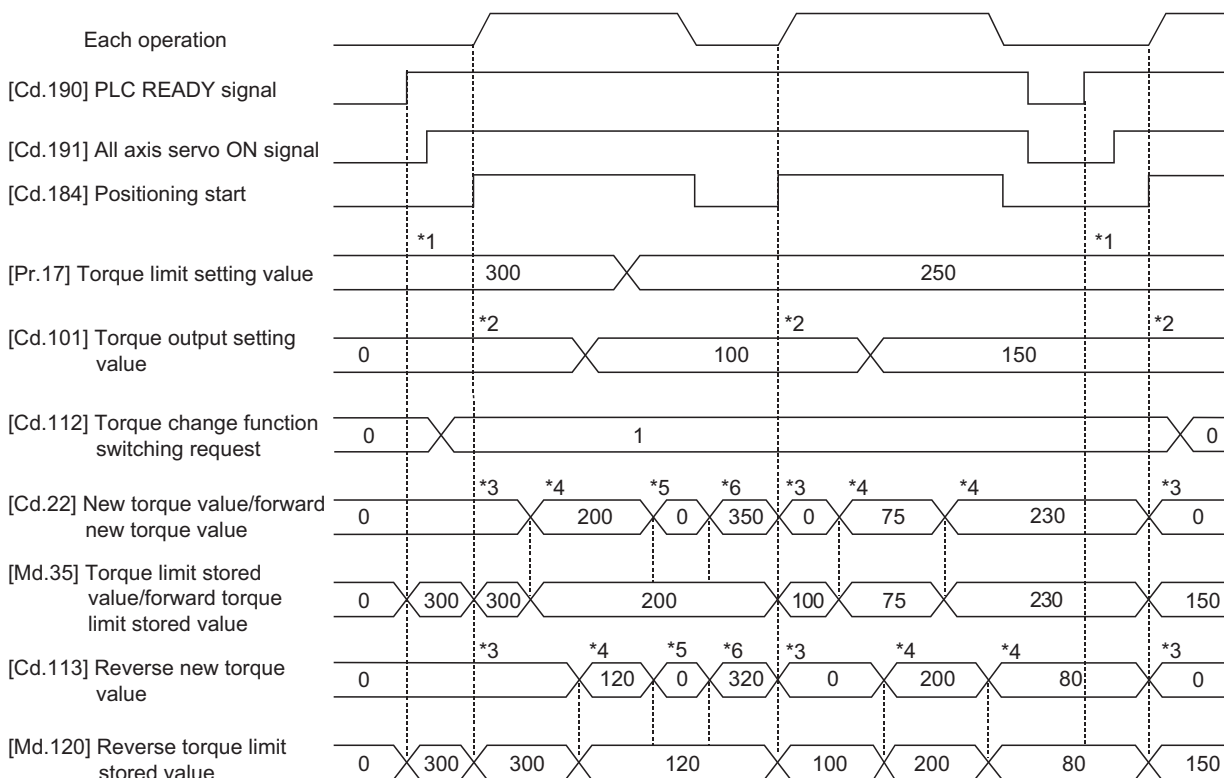 Each operation
[Cd.190] PLC READY signal
[Cd.191] All axis servo ON signal
[Cd.184] Positioning start
*1 *1
[Pr.17] Torque limit setting value 300 250
*2 *2 *2
[Cd.101] Torque output setting
value
0 100 150
[Cd.112] Torque change function
switching request
0 1 0
*3 *4 *5 *6 *3 *4 *4 *3
[Cd.22] New torque value/forward
new torque value
0 200 0 350 0 75 230 0
[Md.35] Torque limit stored
value/forward torque
limit stored value
0 300 300 200 100 75 230 150
*3 *4 *5 *6 *3 *4 *4 *3
[Cd.113] Reverse new torque
value
0 120 0 320 0 200 80 0
[Md.120] Reverse torque limit
stored value
0 300 300 120 100 200 80 150